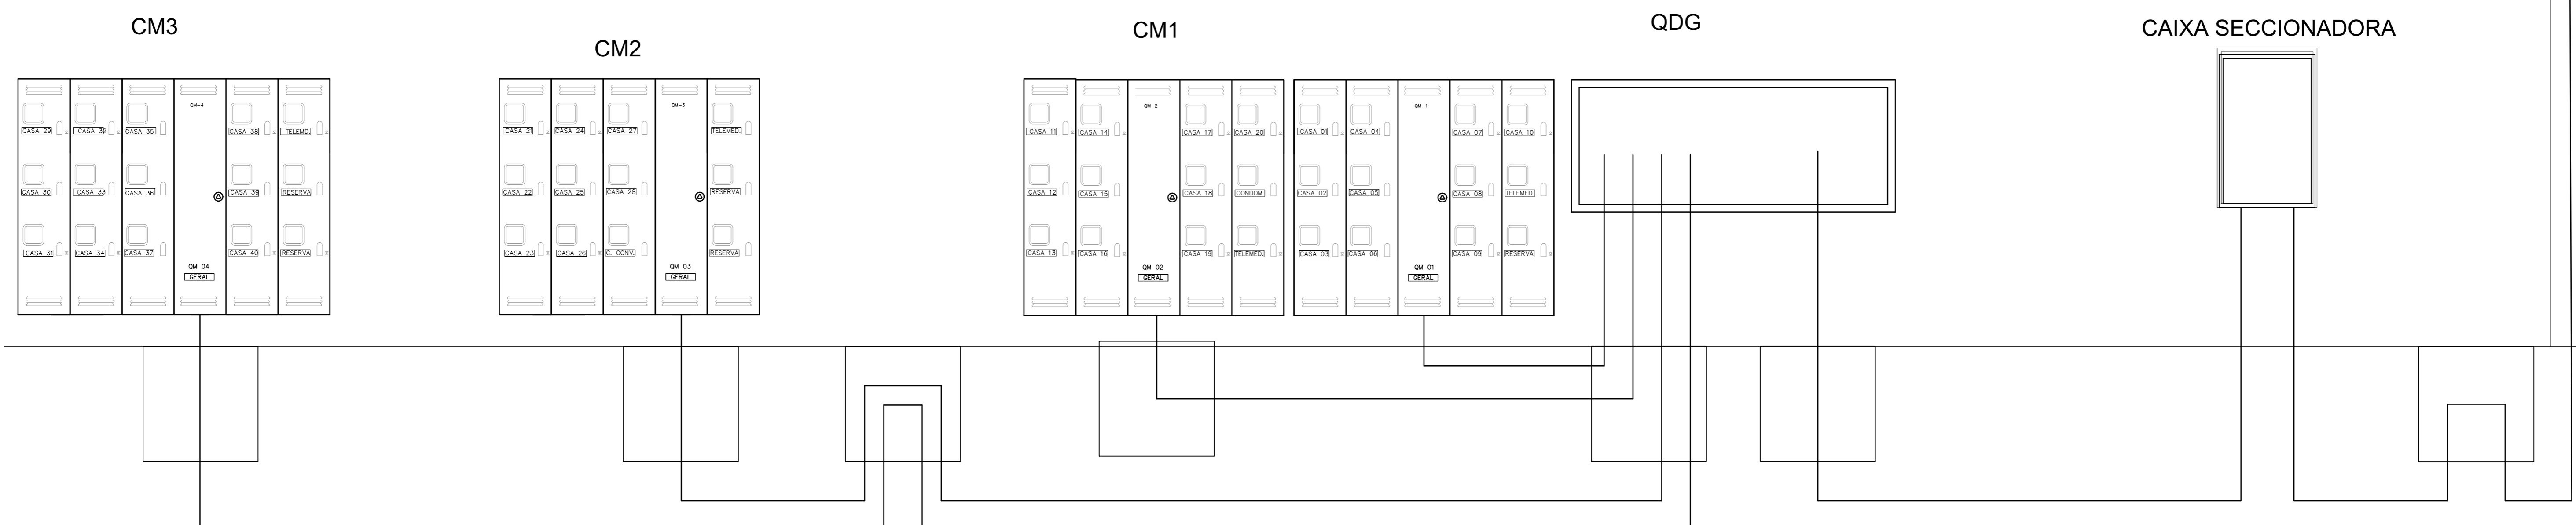 CM3
CM2
CM1
QDG
CAIXA SECCIONADORA
QM-4
CASA 29
CASA 32
CASA 35
CASA 38
TELEMD.
CASA 30
CASA 33
CASA 36
CASA 39
RESERVA
CASA 31
CASA 34
CASA 37
QM 04
GERAL
CASA 40
RESERVA
QM-3
CASA 21
CASA 24
CASA 27
TELEMED.
CASA 22
CASA 25
CASA 28
RESERVA
CASA 23
CASA 26
C. CONV.
QM 03
GERAL
RESERVA
QM-2
CASA 11
CASA 14
CASA 17
CASA 20
CASA 12
CASA 15
CASA 18
CONDOM.
CASA 13
CASA 16
QM 02
GERAL
CASA 19
TELEMED.
QM-1
CASA 01
CASA 04
CASA 07
CASA 10
CASA 02
CASA 05
CASA 08
TELEMED.
CASA 03
CASA 06
QM 01
GERAL
CASA 09
RESERVA